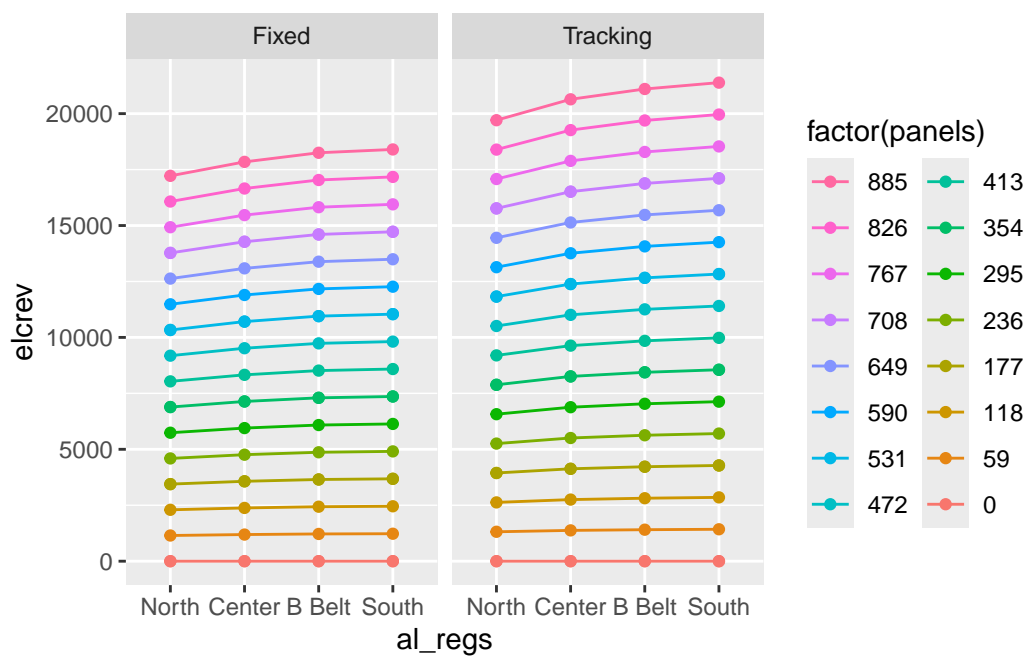 Fixed Tracking
20000
15000
10000
5000
0
elcrev
North Center B Belt South North Center B Belt South
al_regs
factor(panels)
885 413
826 354
767 295
708 236
649 177
590 118
531 59
472 0